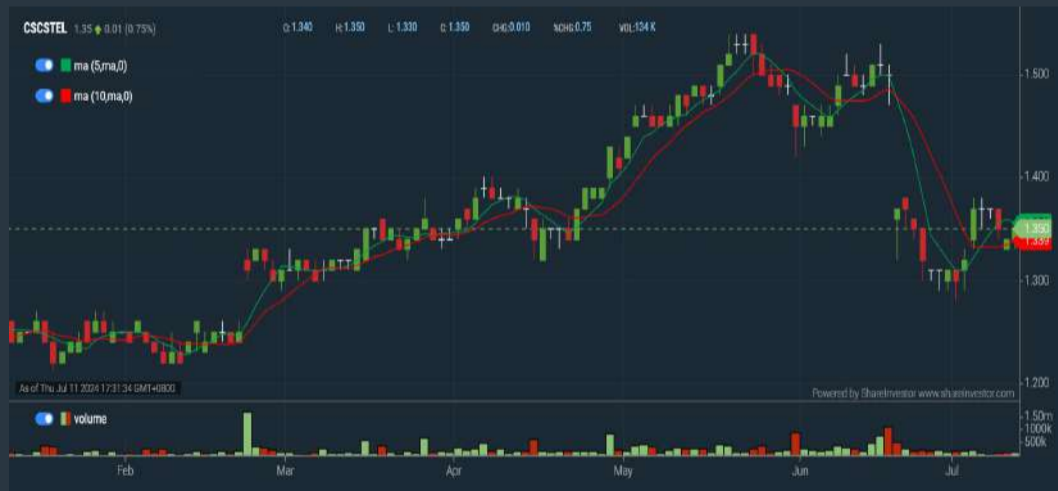 CSCSTEL 1.35 0.01 (0.75%) O:1.340 H:1.350 L:1.330 C:1.350 CHG:0.010 %CHG:0.75 VOL:134 K
ma (5,ma,0)
ma (10,ma,0)
1.500
1.400
1.350
1.339
1.300
1.200
As of Thu Jul 11 2024 17:31:34 GMT+0800
Powered by ShareInvestor www.shareinvestor.com
volume
1.50m
1000k
500k
Feb Mar Apr May Jun Jul